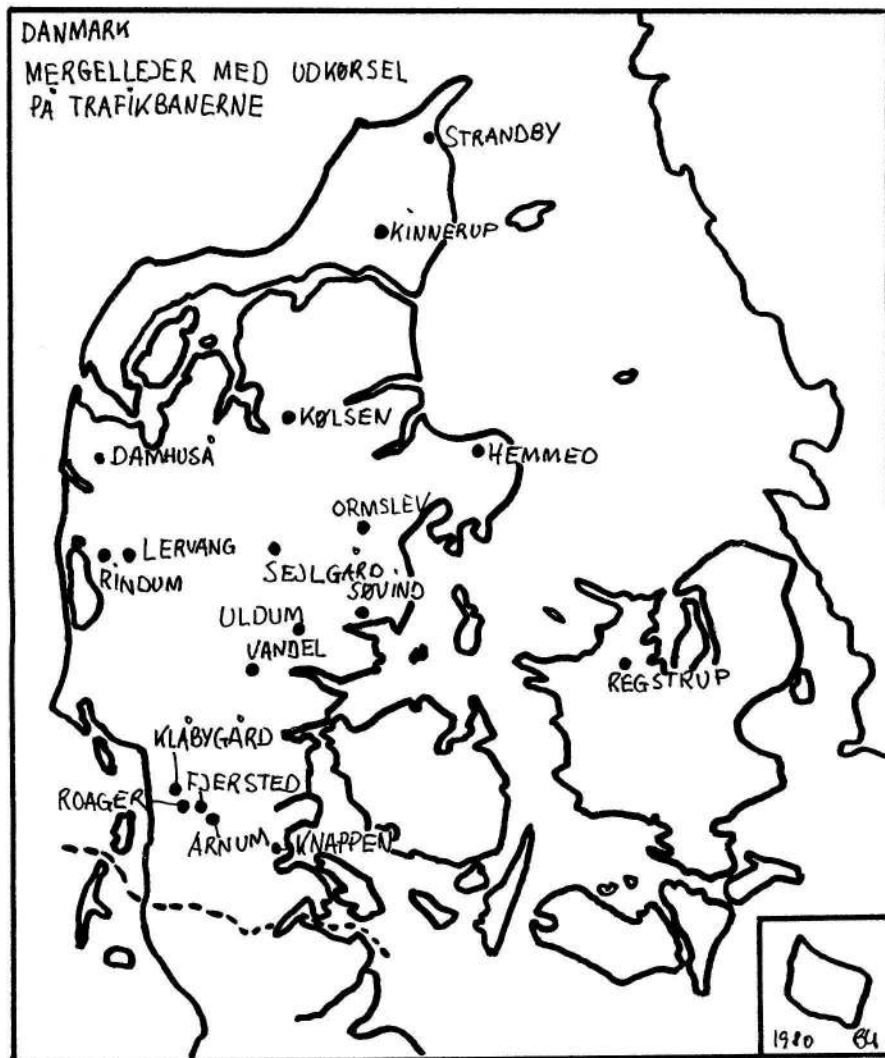 DANMARK
MERGELLEJER MED UDKØRSEL
PÅ TRAFIKBANERNE
STRANDBY
KINNERUP
KØLSEN
DAMHUSÅ
HEMMED
ORMSLEV
LERVANG
RINDUM
SEJLGÅRD
SØVIND
ULDUM
VANDEL
REGSTRUP
KLÅBYGÅRD
FJERSTED
ROAGER
ARNUM
KNAPPEN
1980